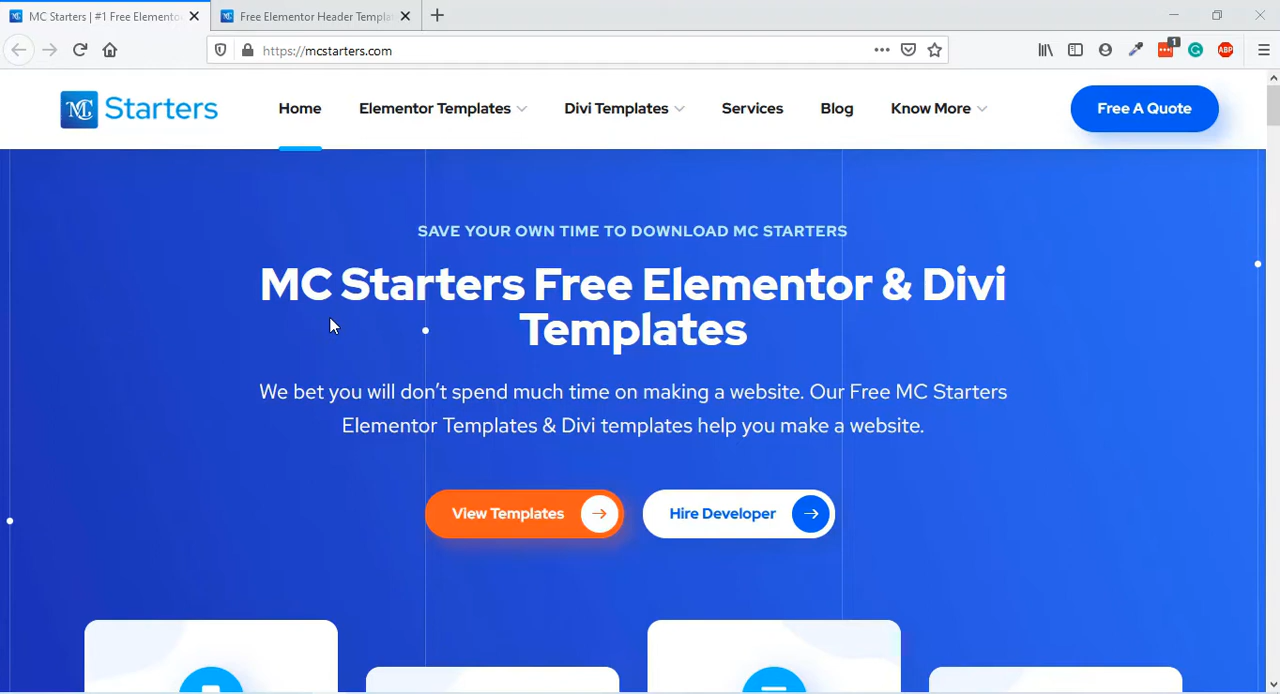 MC Starters | #1 Free Elemento
Free Elementor Header Templa
https://mcstarters.com
1
ABP
MC Starters
Home
Elementor Templates
Divi Templates
Services
Blog
Know More
Free A Quote
SAVE YOUR OWN TIME TO DOWNLOAD MC STARTERS
MC Starters Free Elementor & Divi
Templates
We bet you will don't spend much time on making a website. Our Free MC Starters
Elementor Templates & Divi templates help you make a website.
View Templates
Hire Developer